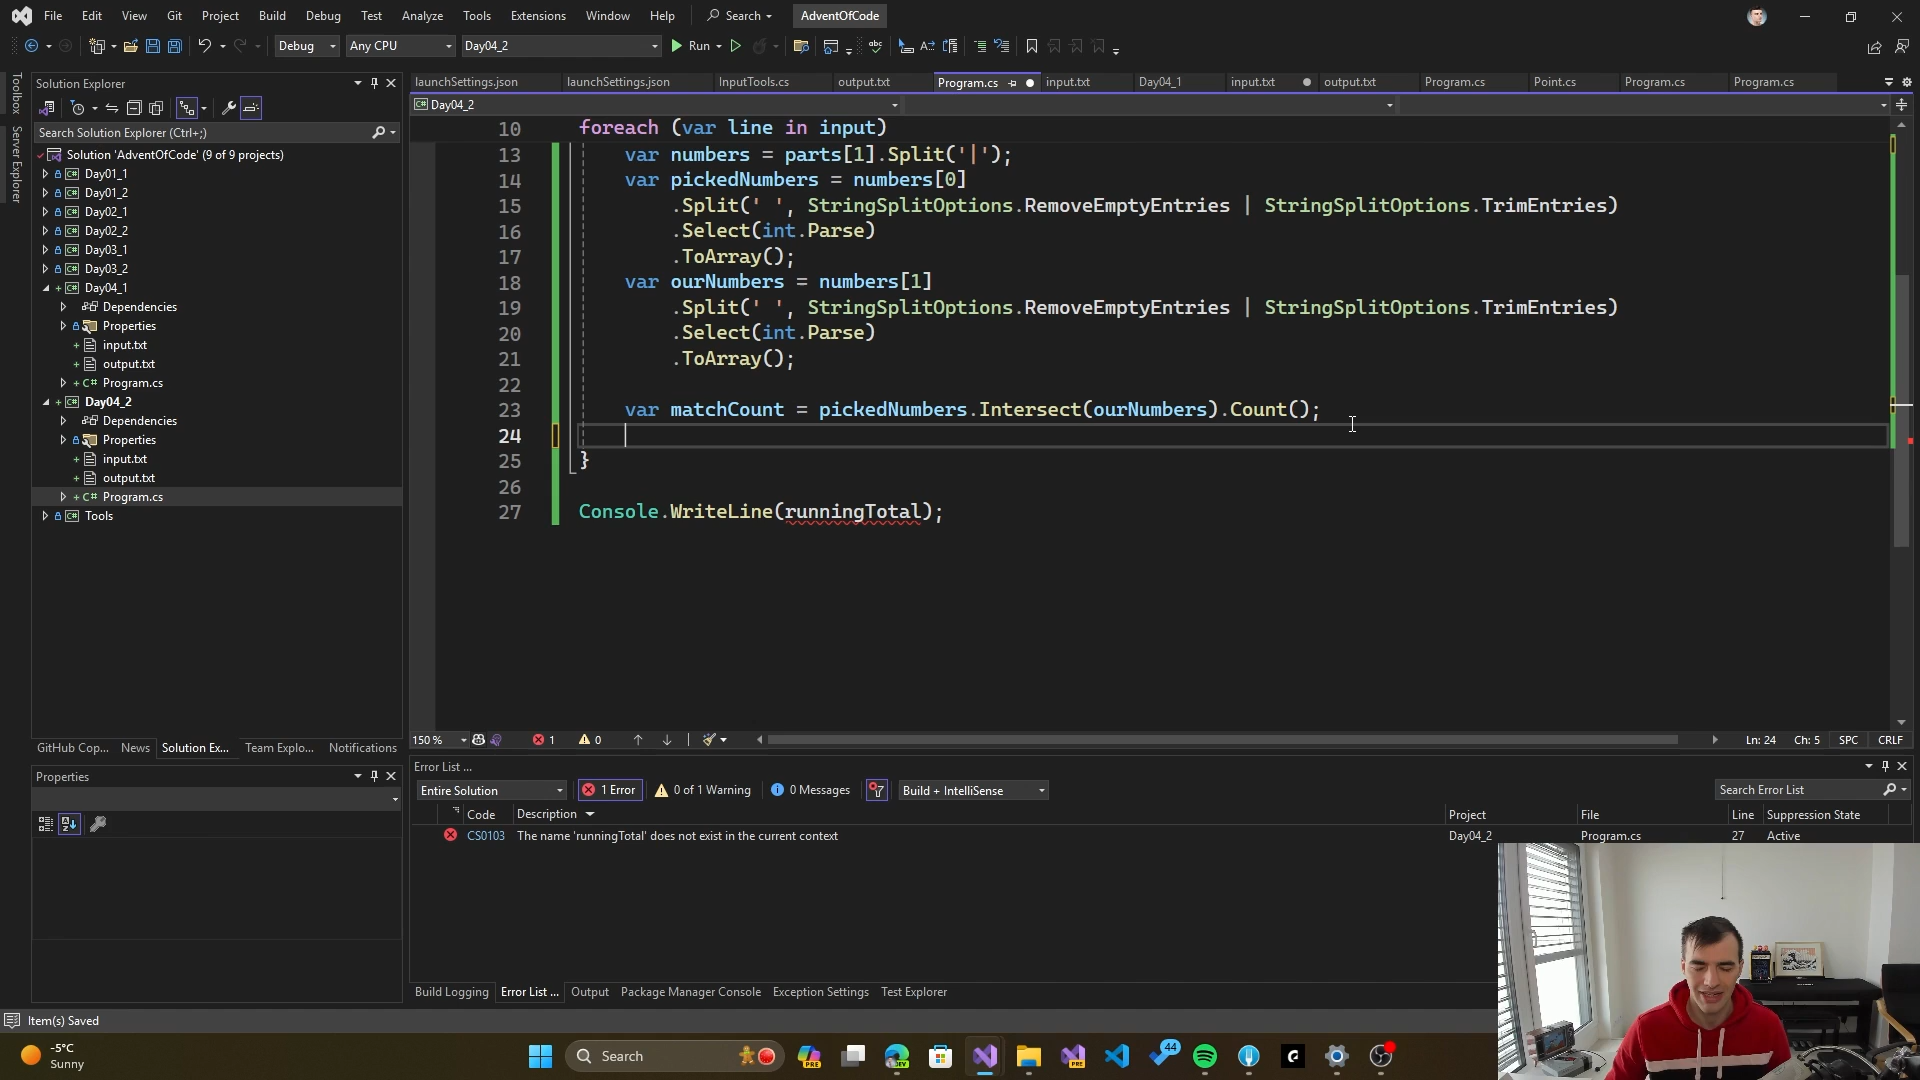 File Edit View Git Project Build Debug Test Analyze Tools Extensions Window Help Search AdventOfCode
Debug Any CPU Day04_2 Run
Toolbox
Server Explorer
Solution Explorer
Search Solution Explorer (Ctrl+;)
Solution 'AdventOfCode' (9 of 9 projects)
Day01_1
Day01_2
Day02_1
Day02_2
Day03_1
Day03_2
Day04_1
Dependencies
Properties
input.txt
output.txt
C# Program.cs
Day04_2
Dependencies
Properties
input.txt
output.txt
C# Program.cs
Tools
GitHub Cop... News Solution Ex... Team Explo... Notifications
Properties
launchSettings.json launchSettings.json InputTools.cs output.txt Program.cs input.txt Day04_1 input.txt output.txt Program.cs Point.cs Program.cs Program.cs
C# Day04_2
10 foreach (var line in input)
13 var numbers = parts[1].Split('|');
14 var pickedNumbers = numbers[0]
15 .Split(' ', StringSplitOptions.RemoveEmptyEntries | StringSplitOptions.TrimEntries)
16 .Select(int.Parse)
17 .ToArray();
18 var ourNumbers = numbers[1]
19 .Split(' ', StringSplitOptions.RemoveEmptyEntries | StringSplitOptions.TrimEntries)
20 .Select(int.Parse)
21 .ToArray();
22
23 var matchCount = pickedNumbers.Intersect(ourNumbers).Count();
24
25 }
26
27 Console.WriteLine(runningTotal);
150 % 1 0 Ln: 24 Ch: 5 SPC CRLF
Error List ...
Entire Solution 1 Error 0 of 1 Warning 0 Messages Build + IntelliSense Search Error List
Code Description Project File Line Suppression State
CS0103 The name 'runningTotal' does not exist in the current context Day04_2 Program.cs 27 Active
Build Logging Error List ... Output Package Manager Console Exception Settings Test Explorer
Item(s) Saved
-5°C
Sunny
Search
PRE
DEV
PRE
44